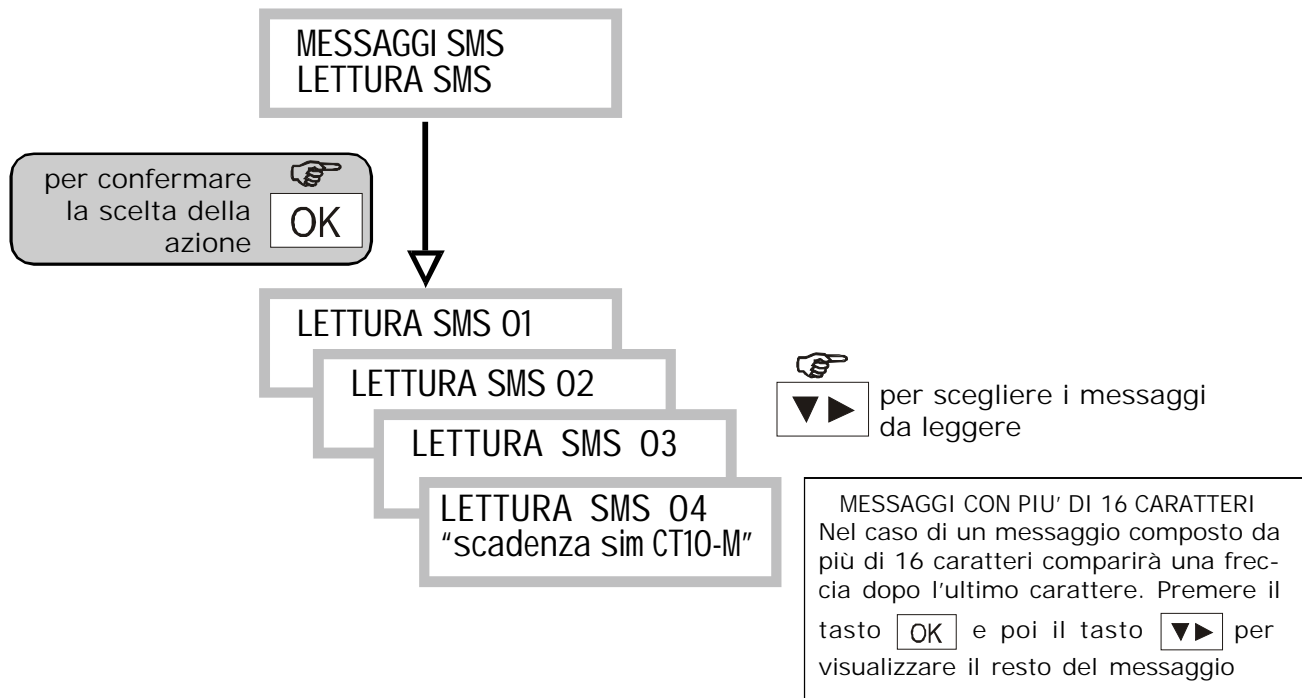 MESSAGGI SMS
LETTURA SMS
per confermare
la scelta della
azione
OK
LETTURA SMS 01
LETTURA SMS 02
LETTURA SMS 03
LETTURA SMS 04
“scadenza sim CT10-M”
per scegliere i messaggi
da leggere
MESSAGGI CON PIU' DI 16 CARATTERI
Nel caso di un messaggio composto da
più di 16 caratteri comparirà una frec-
cia dopo l'ultimo carattere. Premere il
tasto OK e poi il tasto ▼▶ per
visualizzare il resto del messaggio